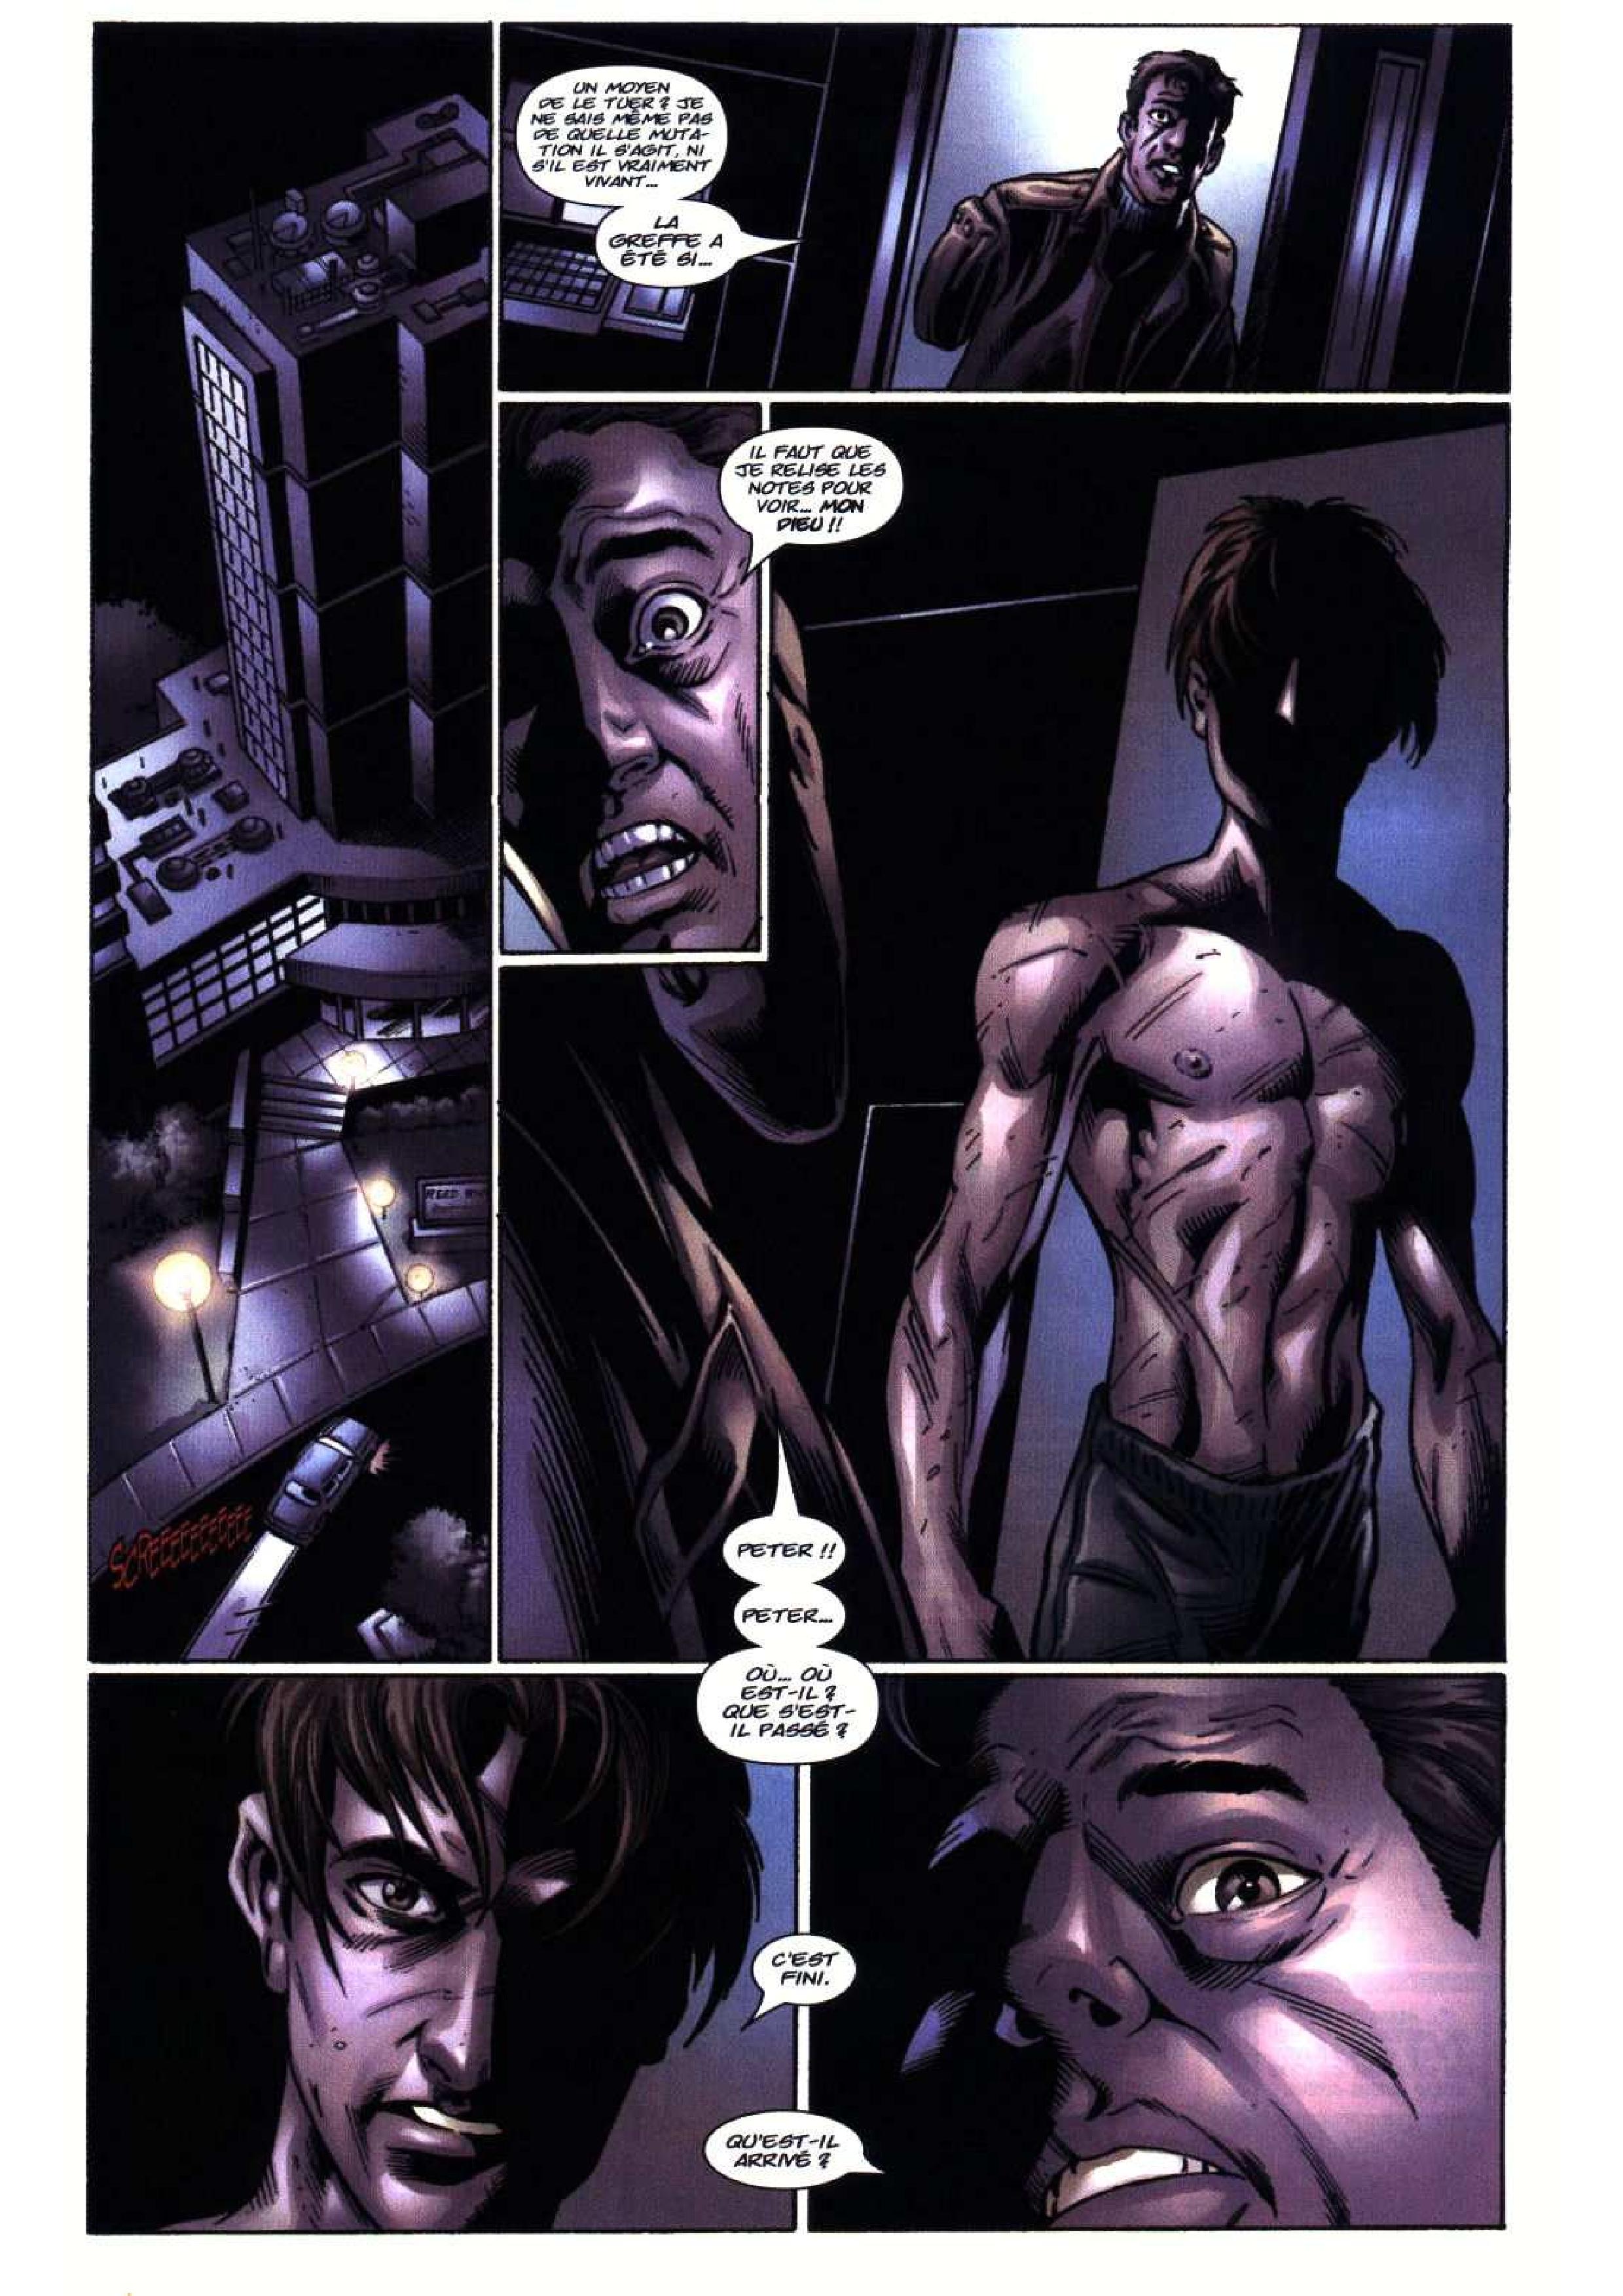 UN MOYEN
DE LE TUER ? JE
NE SAIS MÊME PAS
DE QUELLE MUTA-
TION IL S'AGIT, NI
S'IL EST VRAIMENT
VIVANT...
LA
GREFFE A
ÉTÉ SI...
IL FAUT QUE
JE RELISE LES
NOTES POUR
VOIR... MON
DIEU !!
REED
SCREEEEEEEEEEE
PETER !!
PETER...
OÙ... OÙ
EST-IL ?
QUE S'EST-
IL PASSÉ ?
C'EST
FINI.
QU'EST-IL
ARRIVÉ ?